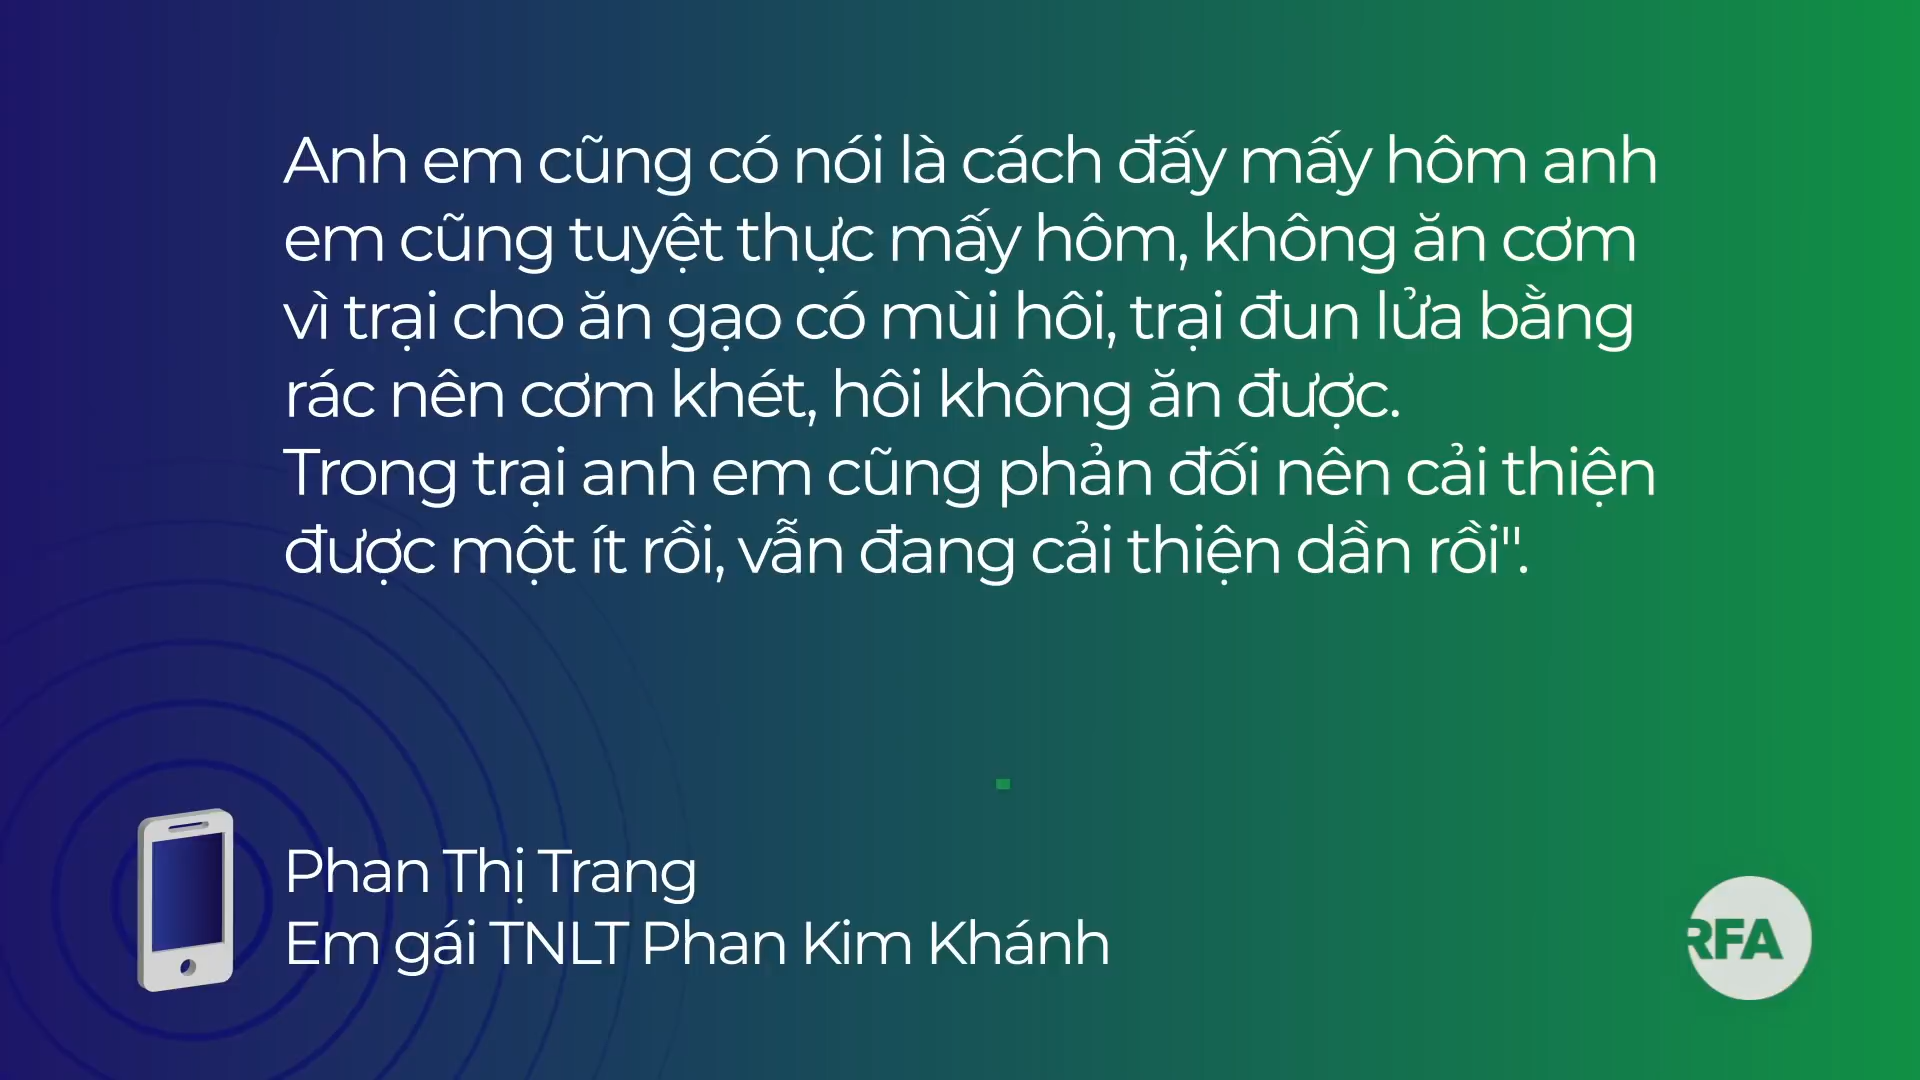 Anh em cũng có nói là cách đấy mấy hôm anh
em cũng tuyệt thực mấy hôm, không ăn cơm
vì trại cho ăn gạo có mùi hôi, trại đun lửa bằng
rác nên cơm khét, hôi không ăn được.
Trong trại anh em cũng phản đối nên cải thiện
được một ít rồi, vẫn đang cải thiện dần rồi".
Phan Thị Trang
Em gái TNLT Phan Kim Khánh
RFA